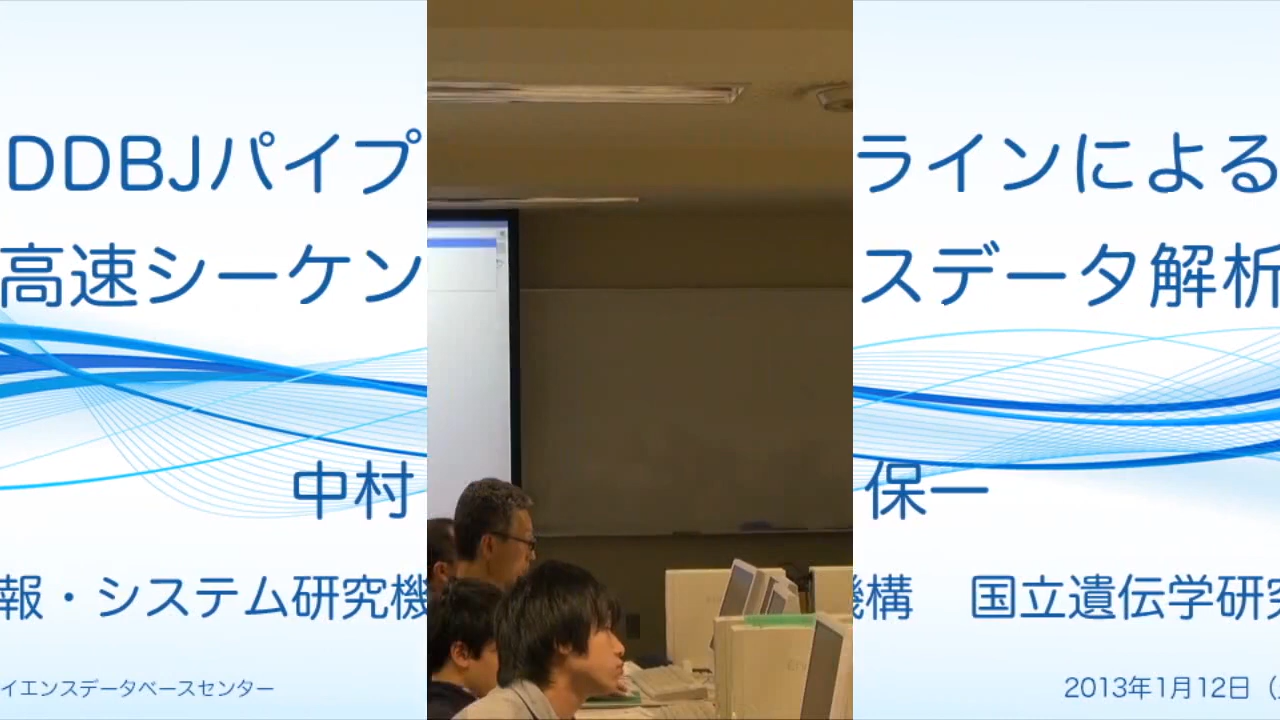 DDBJパイプラインによる
高速シーケンスデータ解析
中村保一
報・システム研究機構 国立遺伝学研究
イエンスデータベースセンター 2013年1月12日（